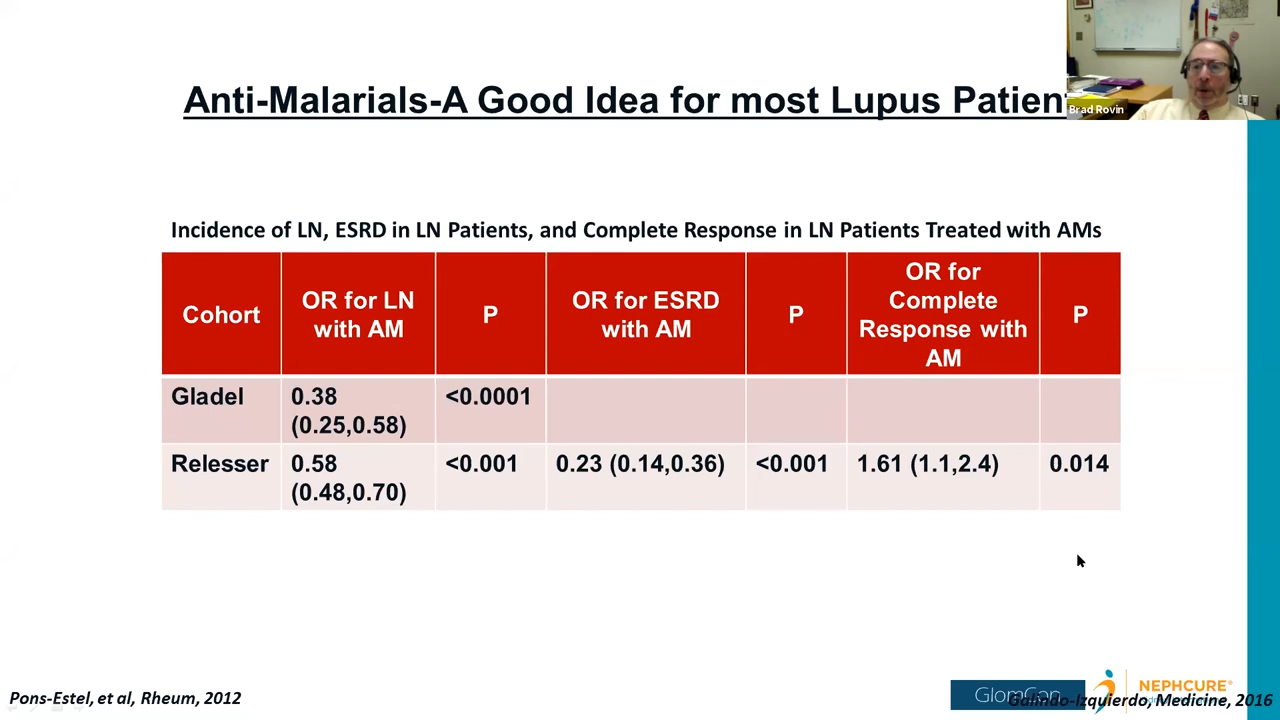 Brad Rovin
Anti-Malarials-A Good Idea for most Lupus Patien
Incidence of LN, ESRD in LN Patients, and Complete Response in LN Patients Treated with AMs
Cohort
OR for LN
with AM
P
OR for ESRD
with AM
P
OR for
Complete
Response with
AM
P
Gladel
0.38
(0.25,0.58)
<0.0001
Relesser
0.58
(0.48,0.70)
<0.001
0.23 (0.14,0.36)
<0.001
1.61 (1.1,2.4)
0.014
Pons-Estel, et al, Rheum, 2012
GlomCon
NEPHCURE®
Galindo-Izquierdo, Medicine, 2016